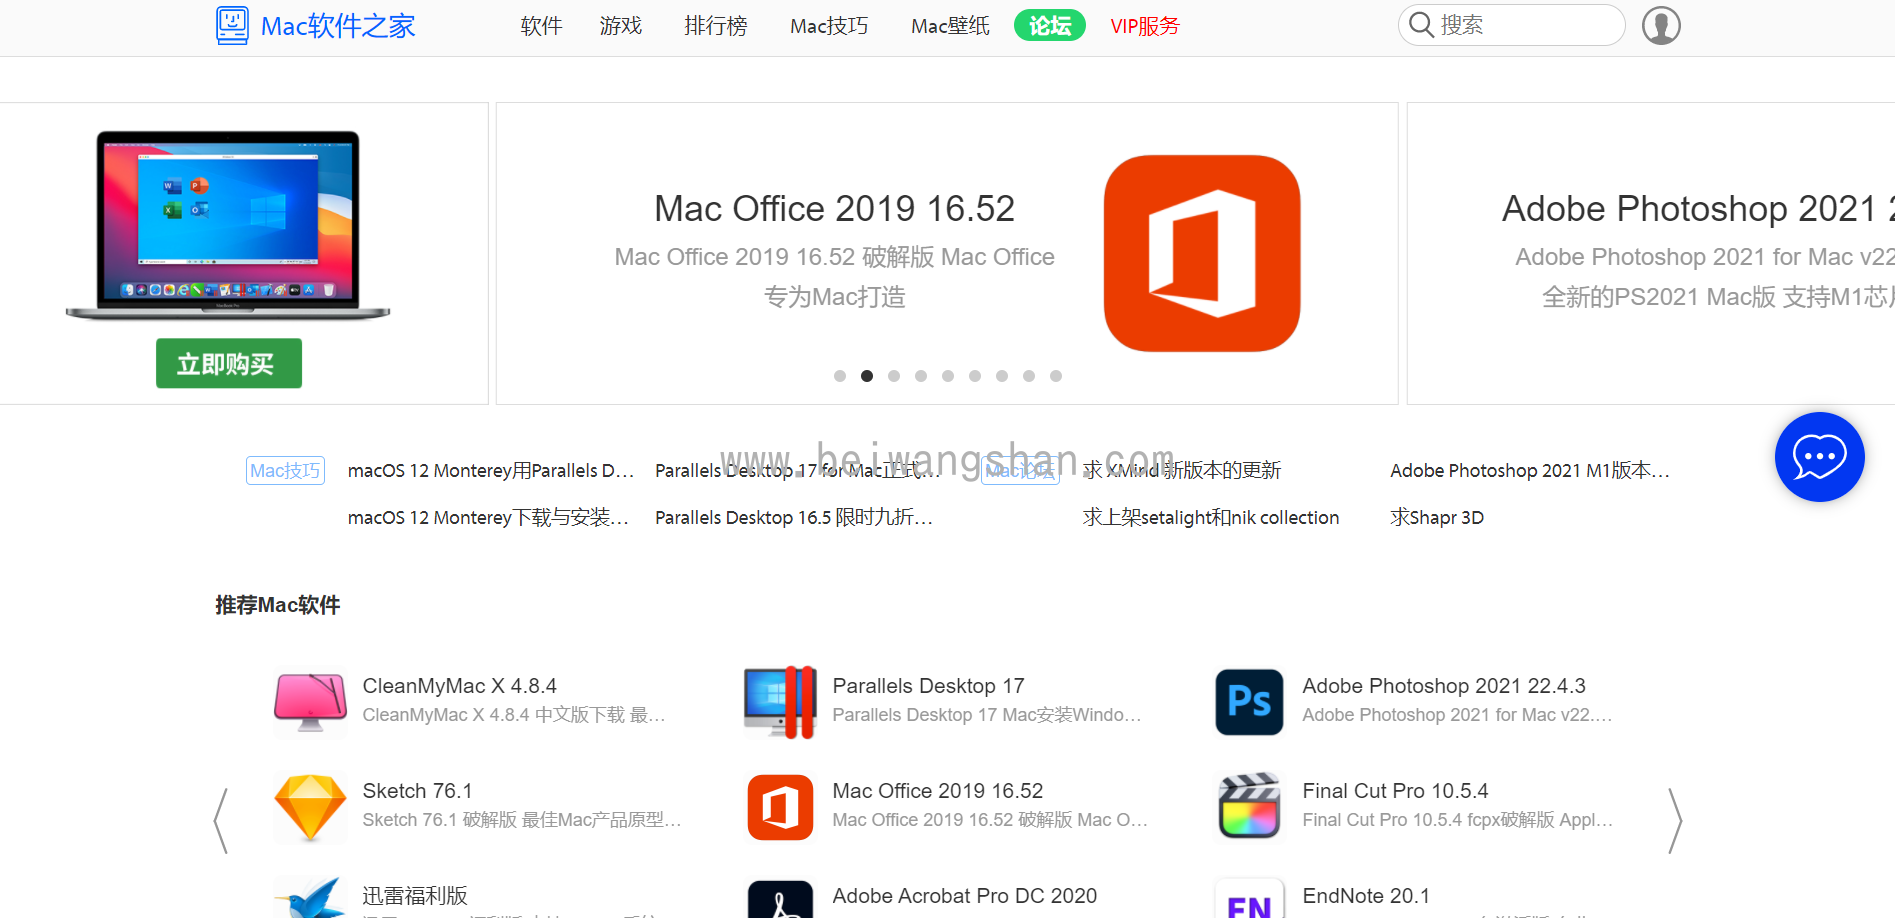 Mac软件之家
软件 游戏 排行榜 Mac技巧 Mac壁纸 论坛 VIP服务
搜索
立即购买
Mac Office 2019 16.52
Mac Office 2019 16.52 破解版 Mac Office
专为Mac打造
Adobe Photoshop 2021 2
Adobe Photoshop 2021 for Mac v22
全新的PS2021 Mac版 支持M1芯片
www.beiwangshan.com
Mac技巧 macOS 12 Monterey用Parallels D... Parallels Desktop 17 for Mac正式... Mac论坛 求 XMind 新版本的更新 Adobe Photoshop 2021 M1版本...
macOS 12 Monterey下载与安装... Parallels Desktop 16.5 限时九折... 求上架setalight和nik collection 求Shapr 3D
推荐Mac软件
CleanMyMac X 4.8.4
CleanMyMac X 4.8.4 中文版下载 最...
Parallels Desktop 17
Parallels Desktop 17 Mac安装Windo...
Ps
Adobe Photoshop 2021 22.4.3
Adobe Photoshop 2021 for Mac v22....
Sketch 76.1
Sketch 76.1 破解版 最佳Mac产品原型...
Mac Office 2019 16.52
Mac Office 2019 16.52 破解版 Mac O...
Final Cut Pro 10.5.4
Final Cut Pro 10.5.4 fcpx破解版 Appl...
迅雷福利版
Adobe Acrobat Pro DC 2020
EN
EndNote 20.1